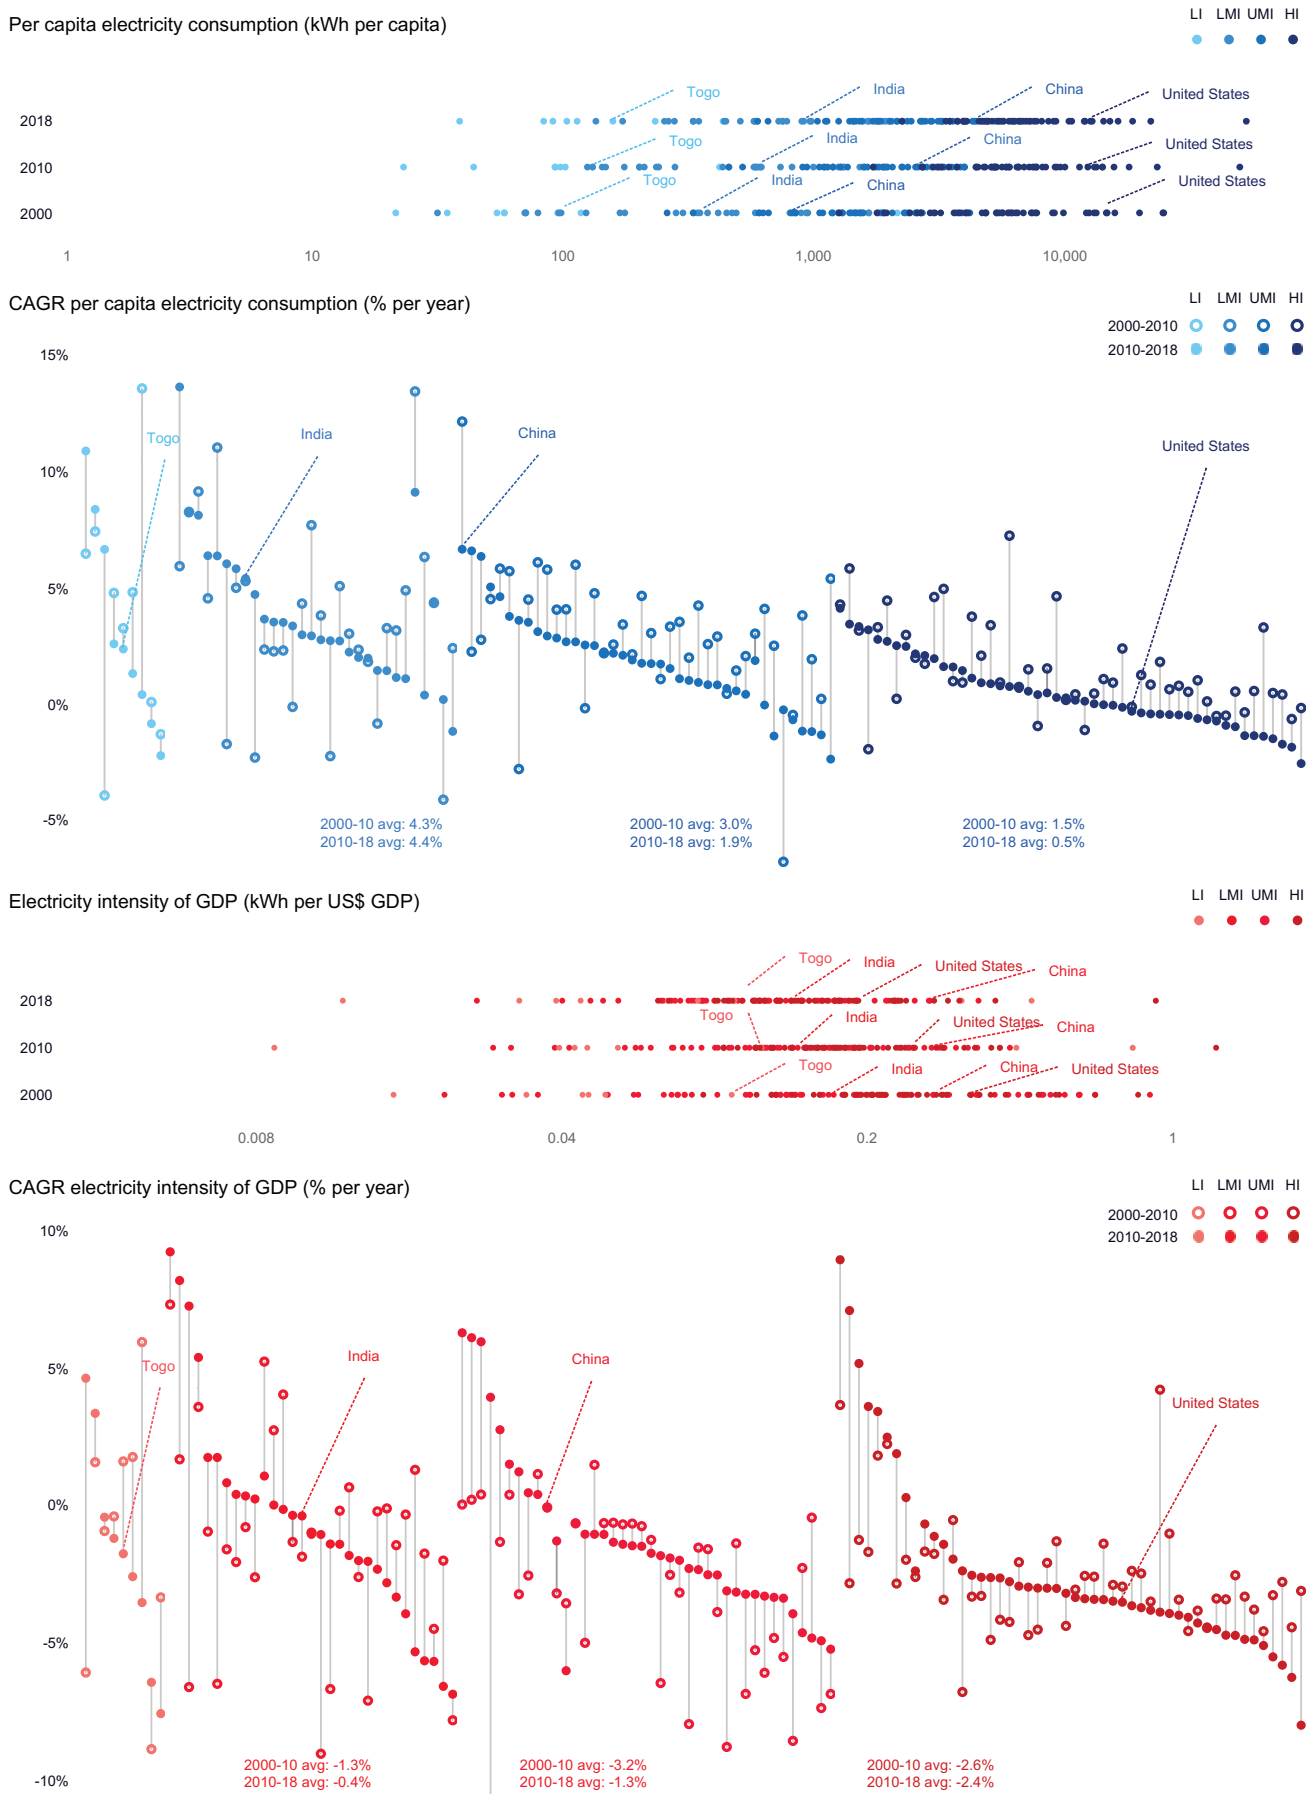 Per capita electricity consumption (kWh per capita)
LI LMI UMI HI
Togo India China United States
2018
Togo India China United States
2010
Togo India China United States
2000
1 10 100 1,000 10,000
CAGR per capita electricity consumption (% per year)
LI LMI UMI HI
2000-2010
2010-2018
15%
Togo India China United States
10%
5%
0%
-5%
2000-10 avg: 4.3% 2000-10 avg: 3.0% 2000-10 avg: 1.5%
2010-18 avg: 4.4% 2010-18 avg: 1.9% 2010-18 avg: 0.5%
Electricity intensity of GDP (kWh per US$ GDP)
LI LMI UMI HI
Togo India United States China
2018
Togo India United States China
2010
Togo India China United States
2000
0.008 0.04 0.2 1
CAGR electricity intensity of GDP (% per year)
LI LMI UMI HI
2000-2010
2010-2018
10%
5%
Togo India China United States
0%
-5%
2000-10 avg: -1.3% 2000-10 avg: -3.2% 2000-10 avg: -2.6%
2010-18 avg: -0.4% 2010-18 avg: -1.3% 2010-18 avg: -2.4%
-10%